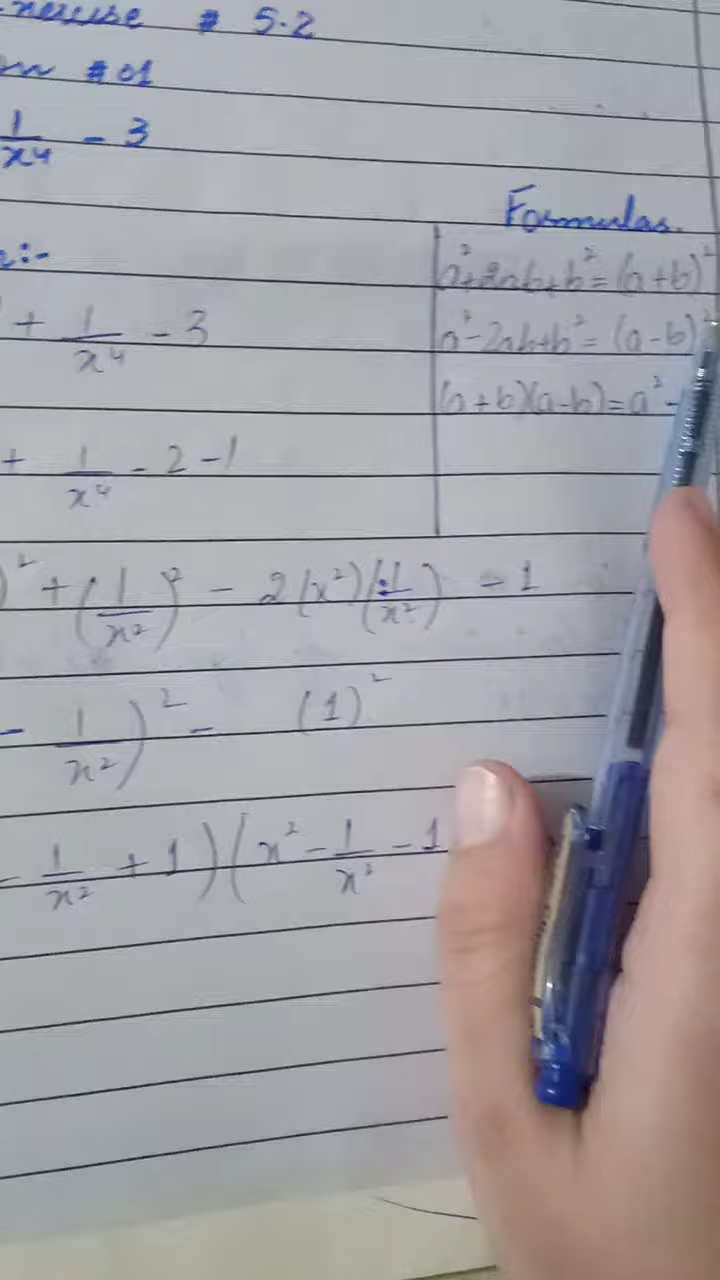 # 5.2
#01
1/x⁴ - 3
Formulas.
:-
a²+2ab+b² = (a+b)²
+ 1/x⁴ - 3
a²-2ab+b² = (a-b)²
(a+b)(a-b)=a²-
+ 1/x⁴ - 2 - 1
)² + (1/x²)² - 2(x²)(1/x²) - 1
- 1/x²)² - (1)²
- 1/x² + 1)(x² - 1/x² - 1